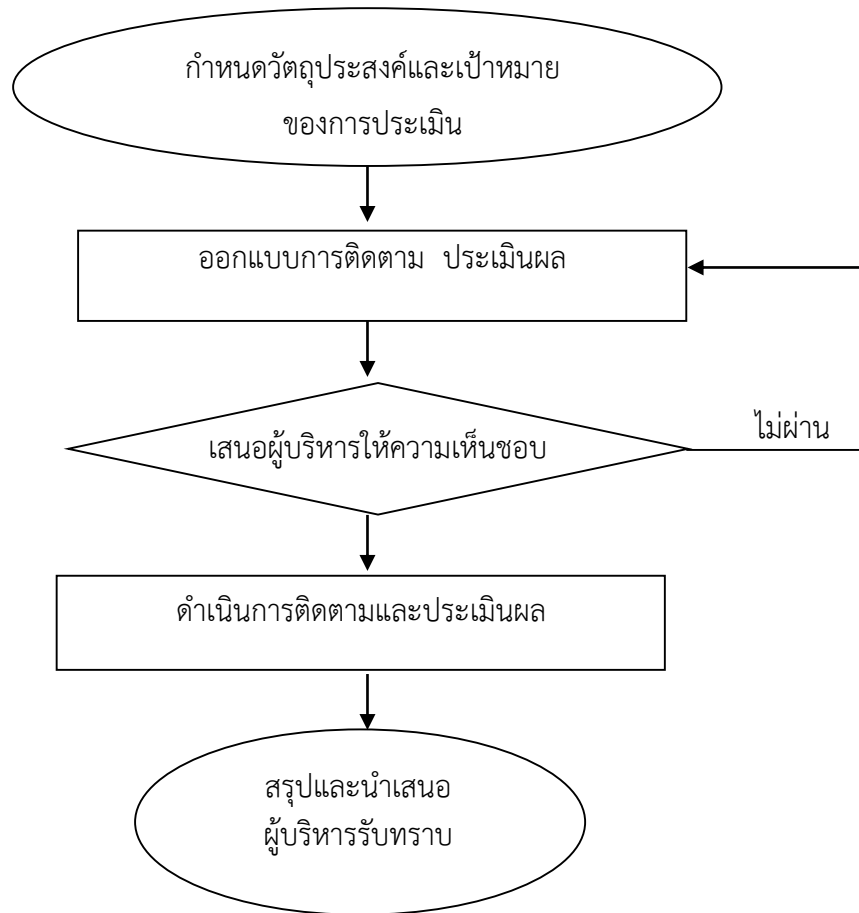 กำหนดวัตถุประสงค์และเป้าหมาย
ของการประเมิน
ออกแบบการติดตาม ประเมินผล
เสนอผู้บริหารให้ความเห็นชอบ
ไม่ผ่าน
ดำเนินการติดตามและประเมินผล
สรุปและนำเสนอ
ผู้บริหารรับทราบ